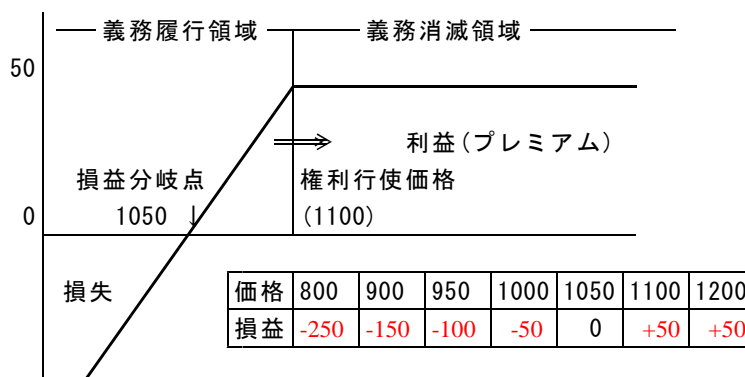 義務履行領域 義務消滅領域
50
利益(プレミアム)
損益分岐点 権利行使価格
0 1050 ↓ (1100)
損失
価格 800 900 950 1000 1050 1100 1200
損益 -250 -150 -100 -50 0 +50 +50